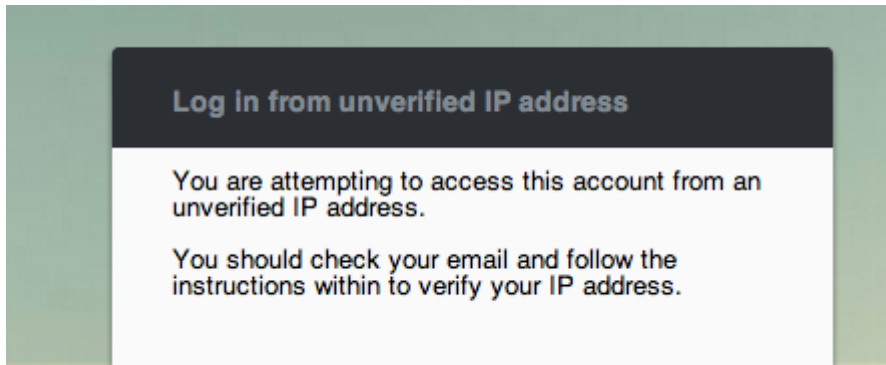 Log in from unverified IP address
You are attempting to access this account from an
unverified IP address.
You should check your email and follow the
instructions within to verify your IP address.